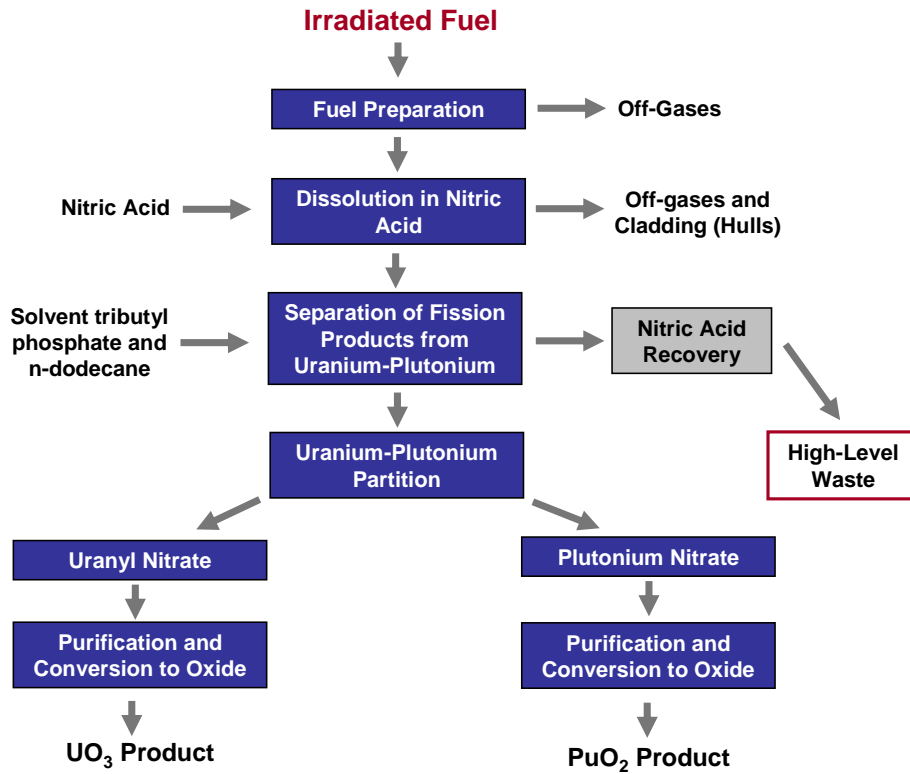 Irradiated Fuel
Fuel Preparation
Off-Gases
Nitric Acid
Dissolution in Nitric
Acid
Off-gases and
Cladding (Hulls)
Solvent tributyl
phosphate and
n-dodecane
Separation of Fission
Products from
Uranium-Plutonium
Nitric Acid
Recovery
High-Level
Waste
Uranium-Plutonium
Partition
Uranyl Nitrate
Plutonium Nitrate
Purification and
Conversion to Oxide
Purification and
Conversion to Oxide
UO₃ Product
PuO₂ Product